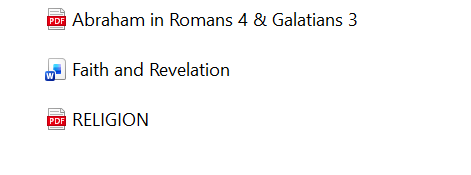 PDF Abraham in Romans 4 & Galatians 3
W Faith and Revelation
PDF RELIGION